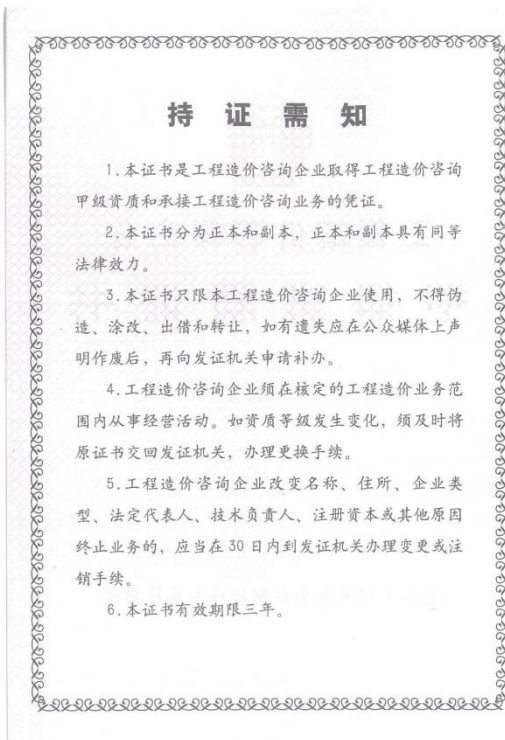 持证需知
1.本证书是工程造价咨询企业取得工程造价咨询
甲级资质和承接工程造价咨询业务的凭证。
2.本证书分为正本和副本，正本和副本具有同等
法律效力。
3.本证书只限本工程造价咨询企业使用，不得伪
造、涂改、出借和转让，如有遗失应在公众媒体上声
明作废后，再向发证机关申请补办。
4.工程造价咨询企业须在核定的工程造价业务范
围内从事经营活动。如资质等级发生变化，须及时将
原证书交回发证机关，办理更换手续。
5.工程造价咨询企业改变名称、住所、企业类
型、法定代表人、技术负责人、注册资本或其他原因
终止业务的，应当在30日内到发证机关办理变更或注
销手续。
6.本证书有效期限三年。